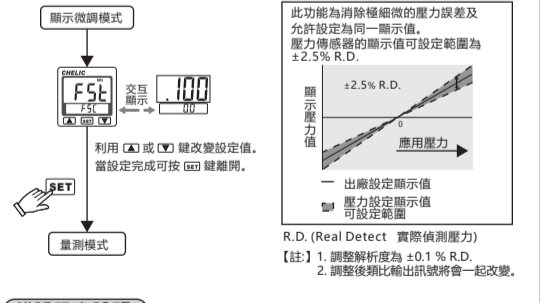 顯示微調模式
CHELIC
FSt
FSC
SET
交互
顯示
.100
0.0
利用 ▲ 或 ▼ 鍵改變設定值。
當設定完成可按 SET 鍵離開。
SET
量測模式
此功能為消除極細微的壓力誤差及
允許設定為同一顯示值。
壓力傳感器的顯示值可設定範圍為
±2.5% R.D.
±2.5% R.D.
顯示壓力值
0
應用壓力
出廠設定顯示值
壓力設定顯示值
可設定範圍
R.D. (Real Detect 實際偵測壓力)
【註:】1. 調整解析度為 ±0.1 % R.D.
2. 調整後類比輸出訊號將會一起改變。